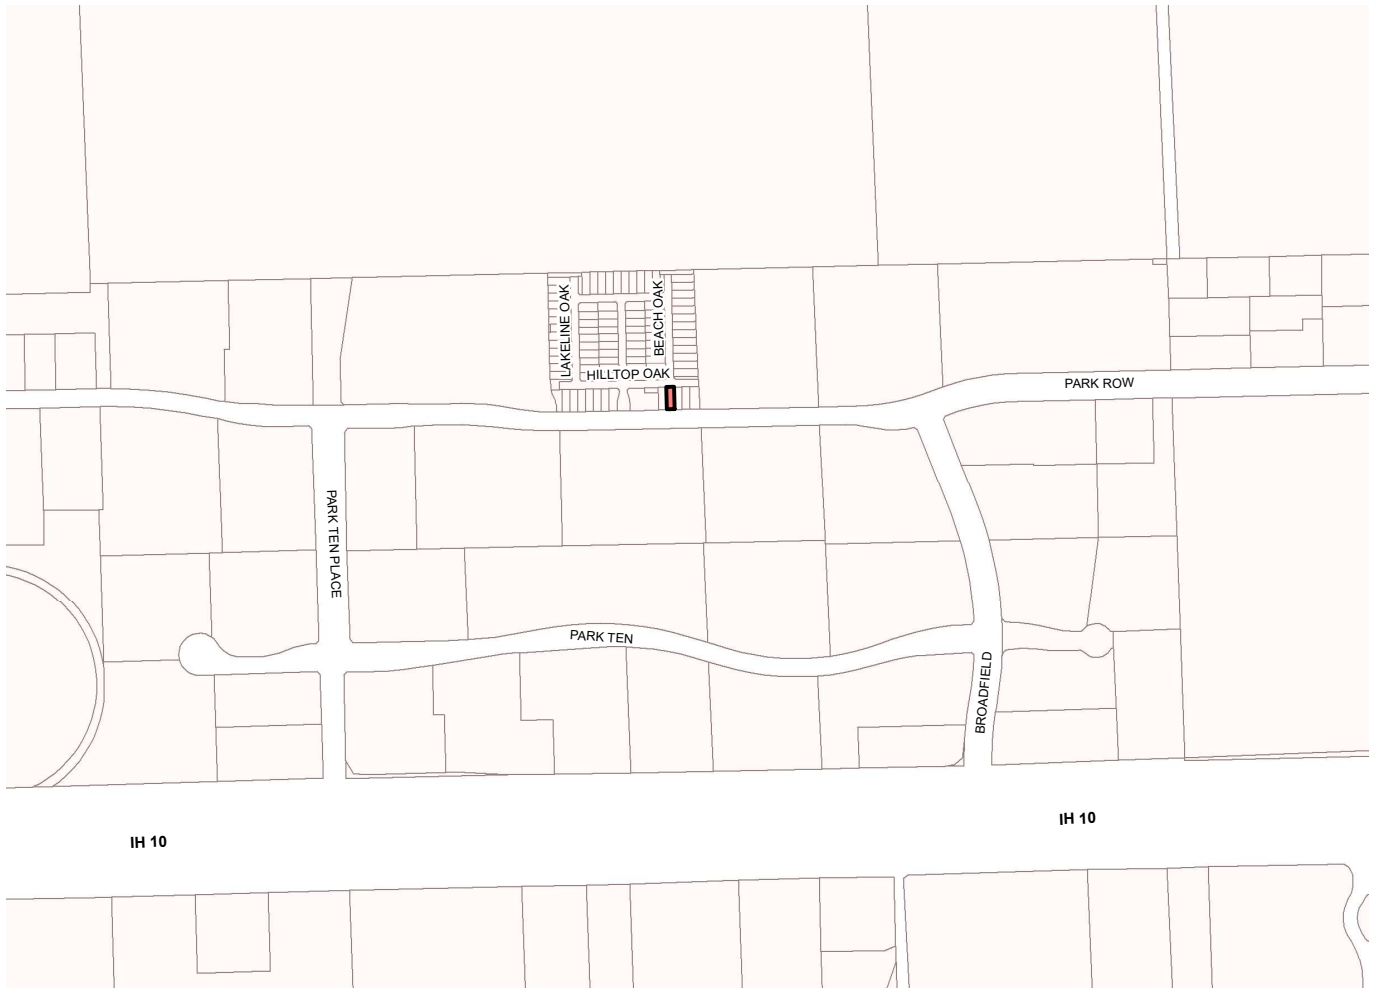 LAKELINE OAK
BEACH OAK
HILLTOP OAK
PARK ROW
PARK TEN PLACE
PARK TEN
BROADFIELD
IH 10
IH 10